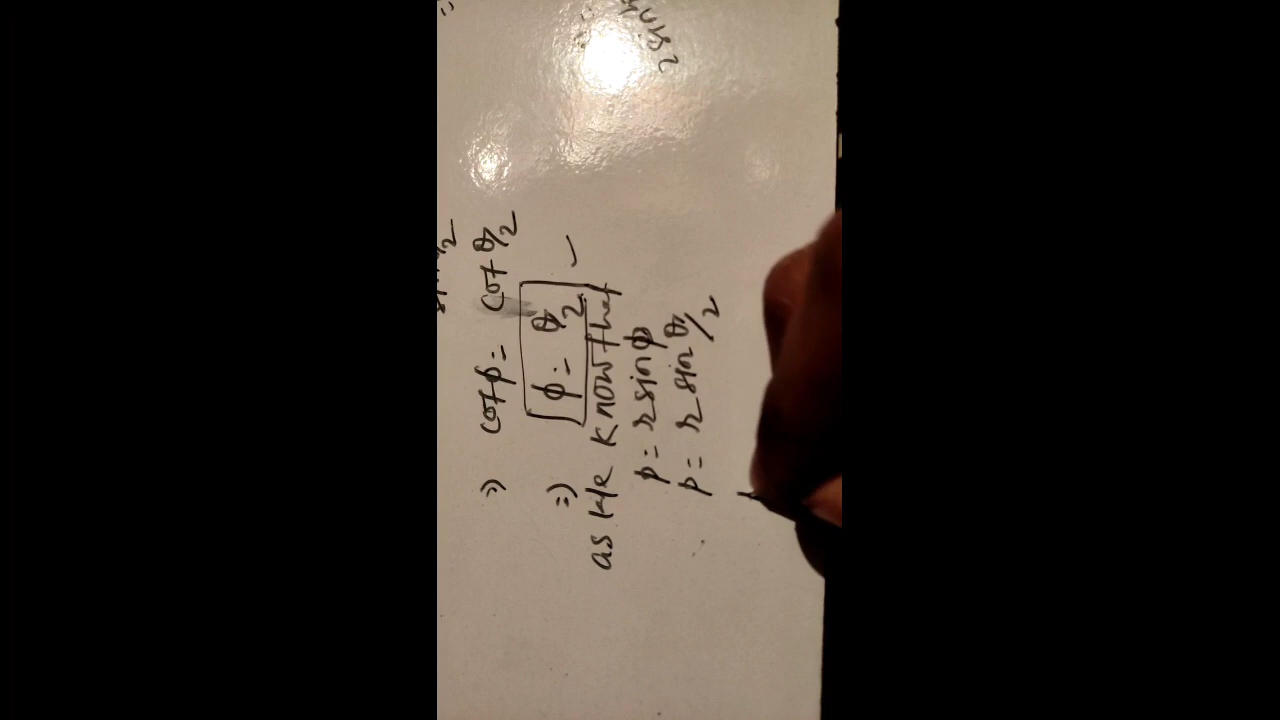 =) cot φ = cot θ/2
=) φ = θ/2
as we know that
p = r sin φ
p = r sin θ/2